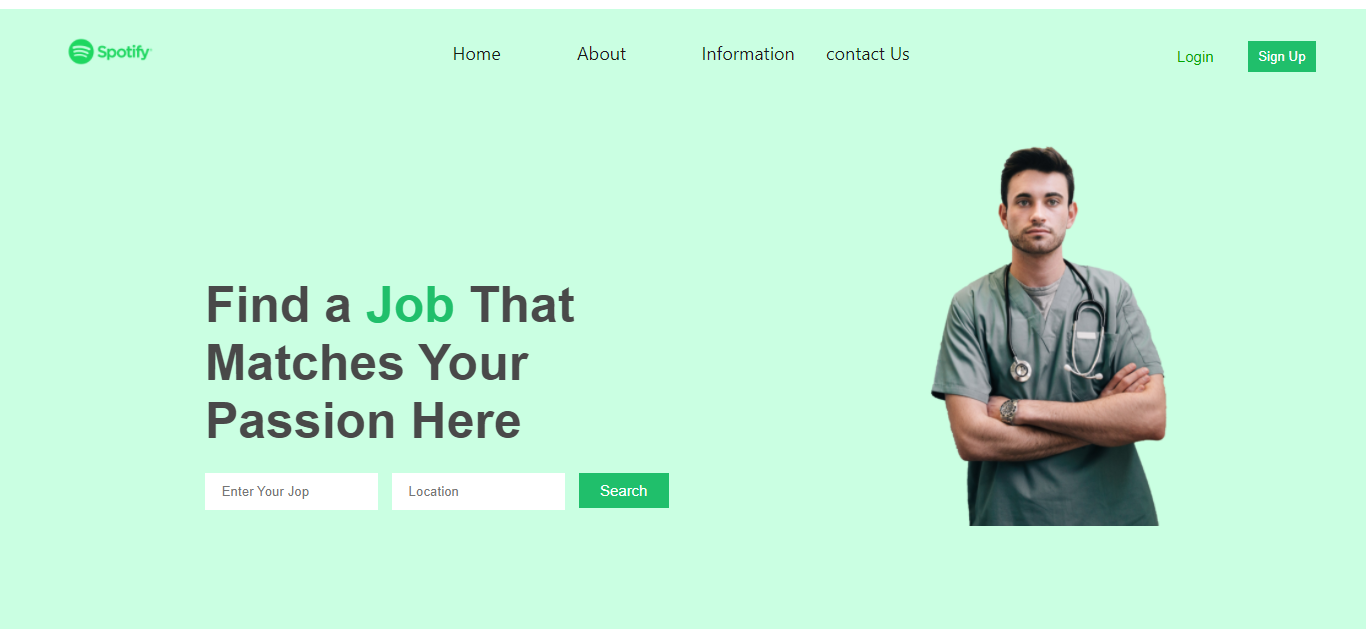 Spotify
Home About Information contact Us
Login Sign Up
Find a Job That
Matches Your
Passion Here
Enter Your Jop Location Search